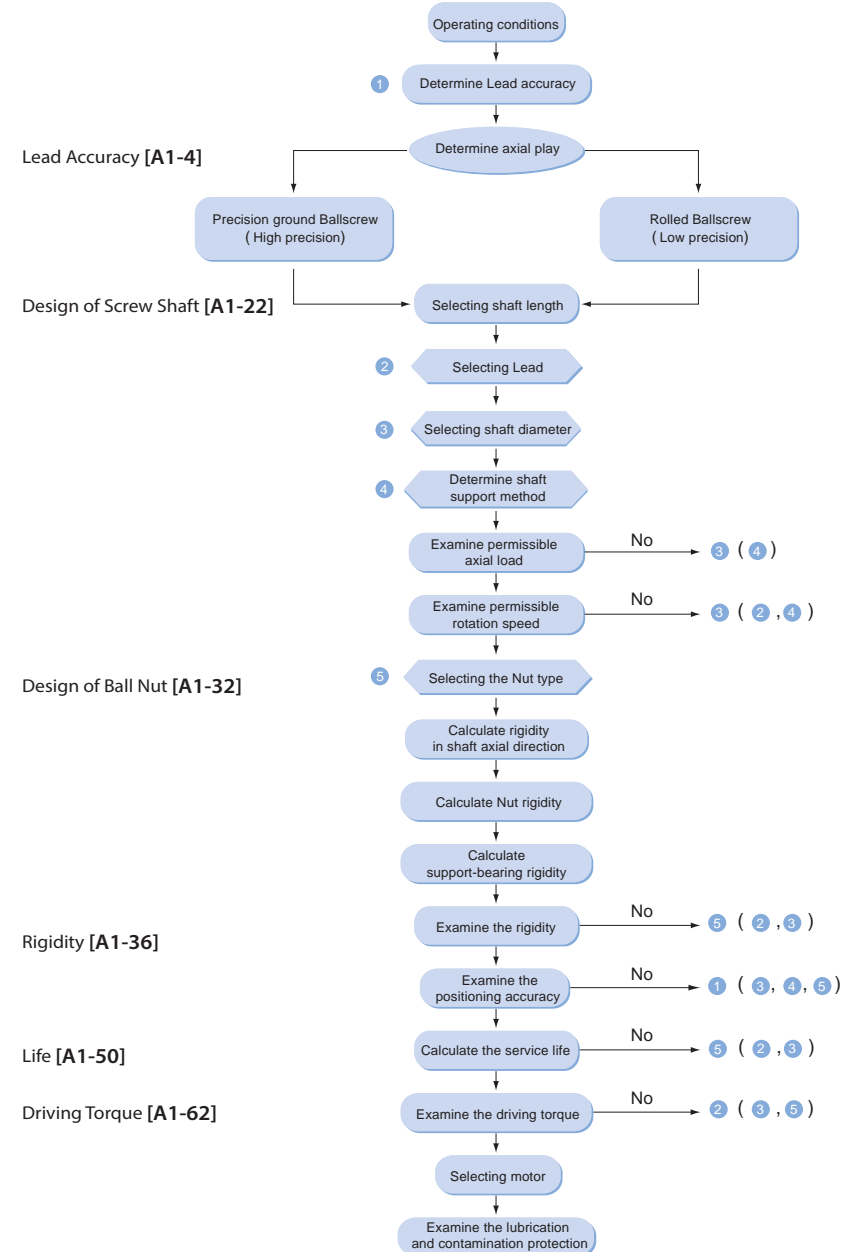 Operating conditions
1 Determine Lead accuracy
Determine axial play
Lead Accuracy [A1-4]
Precision ground Ballscrew
( High precision)
Rolled Ballscrew
( Low precision)
Design of Screw Shaft [A1-22]
Selecting shaft length
2 Selecting Lead
3 Selecting shaft diameter
4 Determine shaft
support method
Examine permissible
axial load
No
3 ( 4 )
Examine permissible
rotation speed
No
3 ( 2 , 4 )
Design of Ball Nut [A1-32]
5 Selecting the Nut type
Calculate rigidity
in shaft axial direction
Calculate Nut rigidity
Calculate
support-bearing rigidity
Rigidity [A1-36]
Examine the rigidity
No
5 ( 2 , 3 )
Examine the
positioning accuracy
No
1 ( 3, 4, 5 )
Life [A1-50]
Calculate the service life
No
5 ( 2 , 3 )
Driving Torque [A1-62]
Examine the driving torque
No
2 ( 3 , 5 )
Selecting motor
Examine the lubrication
and contamination protection